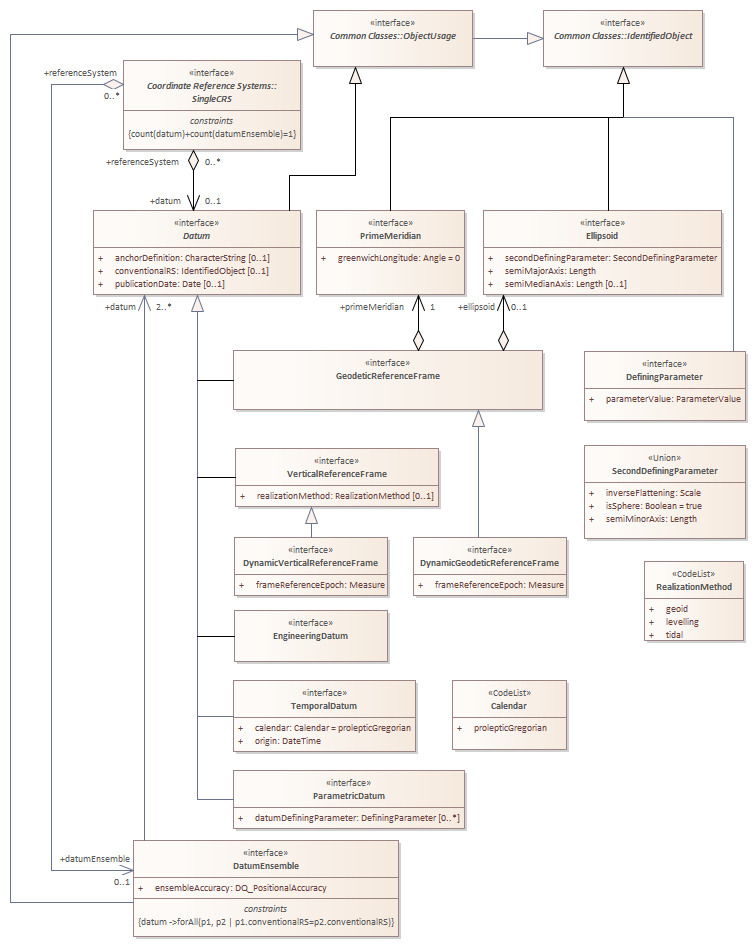 «interface»
Common Classes::ObjectUsage
«interface»
Common Classes::IdentifiedObject
+referenceSystem
0..*
«interface»
Coordinate Reference Systems::
SingleCRS
constraints
{count(datum)+count(datumEnsemble)=1}
+referenceSystem
0..*
+datum
0..1
«interface»
Datum
+ anchorDefinition: CharacterString [0..1]
+ conventionalRS: IdentifiedObject [0..1]
+ publicationDate: Date [0..1]
«interface»
PrimeMeridian
+ greenwichLongitude: Angle = 0
«interface»
Ellipsoid
+ secondDefiningParameter: SecondDefiningParameter
+ semiMajorAxis: Length
+ semiMedianAxis: Length [0..1]
+datum
2..*
+primeMeridian
1
+ellipsoid
0..1
«interface»
GeodeticReferenceFrame
«interface»
DefiningParameter
+ parameterValue: ParameterValue
«interface»
VerticalReferenceFrame
+ realizationMethod: RealizationMethod [0..1]
«Union»
SecondDefiningParameter
+ inverseFlattening: Scale
+ isSphere: Boolean = true
+ semiMinorAxis: Length
«interface»
DynamicVerticalReferenceFrame
+ frameReferenceEpoch: Measure
«interface»
DynamicGeodeticReferenceFrame
+ frameReferenceEpoch: Measure
«CodeList»
RealizationMethod
+ geoid
+ levelling
+ tidal
«interface»
EngineeringDatum
«interface»
TemporalDatum
+ calendar: Calendar = prolepticGregorian
+ origin: DateTime
«CodeList»
Calendar
+ prolepticGregorian
«interface»
ParametricDatum
+ datumDefiningParameter: DefiningParameter [0..*]
+datumEnsemble
0..1
«interface»
DatumEnsemble
+ ensembleAccuracy: DQ_PositionalAccuracy
constraints
{datum ->forAll(p1, p2 | p1.conventionalRS=p2.conventionalRS)}